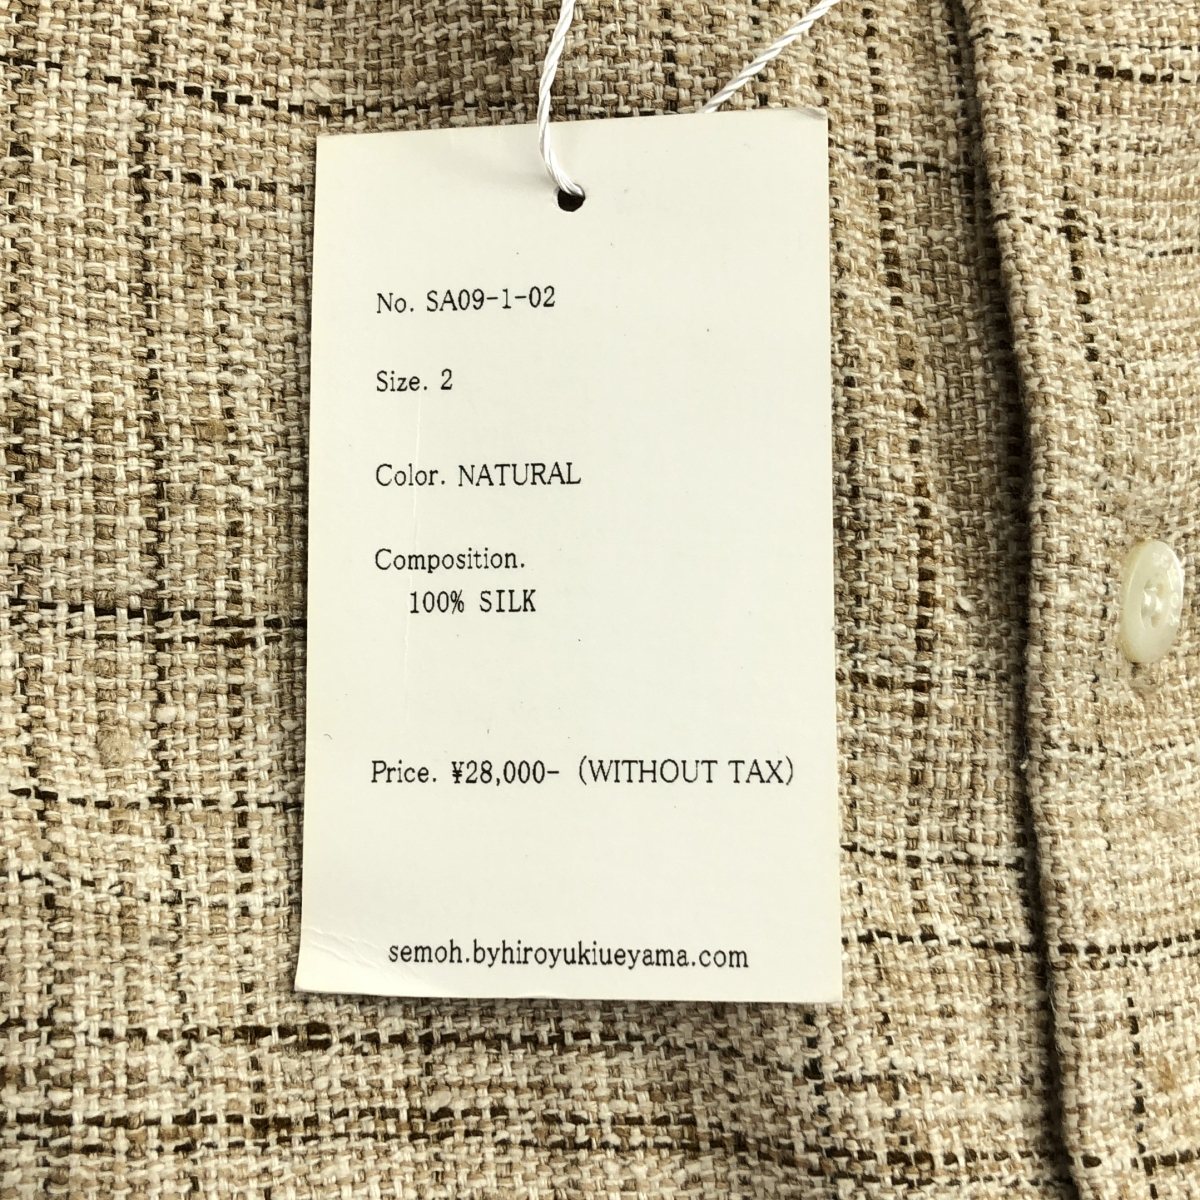 No. SA09-1-02
Size. 2
Color. NATURAL
Composition.
100% SILK
Price. ¥28,000- (WITHOUT TAX)
semoh.byhiroyukiueyama.com